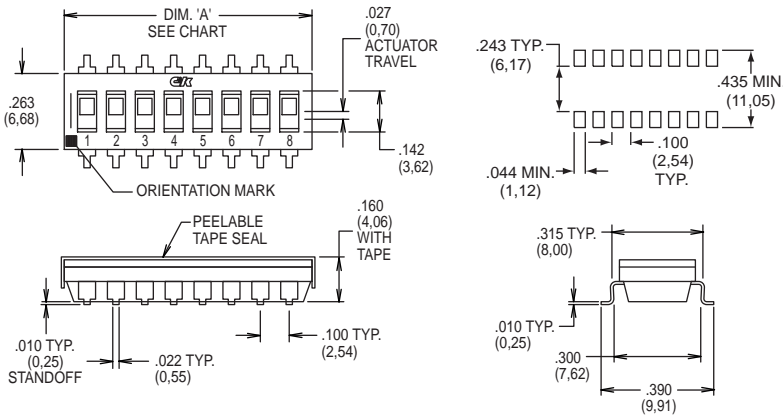 DIM. 'A'
SEE CHART
.027
(0,70)
ACTUATOR
TRAVEL
.263
(6,68)
C&K
1 2 3 4 5 6 7 8
.142
(3,62)
ORIENTATION MARK
.243 TYP.
(6,17)
.435 MIN
(11,05)
.100
(2,54)
TYP.
.044 MIN.
(1,12)
PEELABLE
TAPE SEAL
.160
(4,06)
WITH
TAPE
.010 TYP.
(0,25)
STANDOFF
.022 TYP.
(0,55)
.100 TYP.
(2,54)
.315 TYP.
(8,00)
.010 TYP.
(0,25)
.300
(7,62)
.390
(9,91)